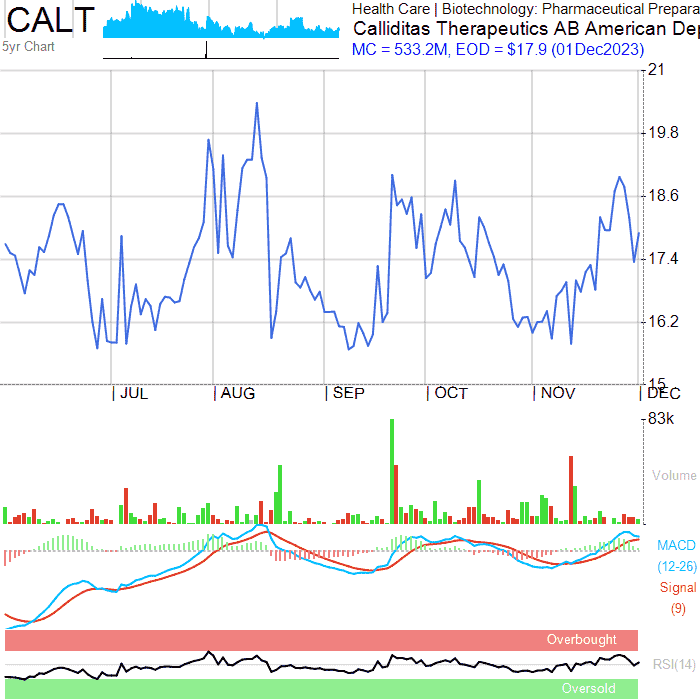 CALT
5yr Chart
Health Care | Biotechnology: Pharmaceutical Prepara
Calliditas Therapeutics AB American Dep
MC = 533.2M, EOD = $17.9 (01Dec2023)
21
19.8
18.6
17.4
16.2
15
JUL
AUG
SEP
OCT
NOV
DEC
83k
Volume
MACD
(12-26)
Signal
(9)
Overbought
RSI(14)
Oversold